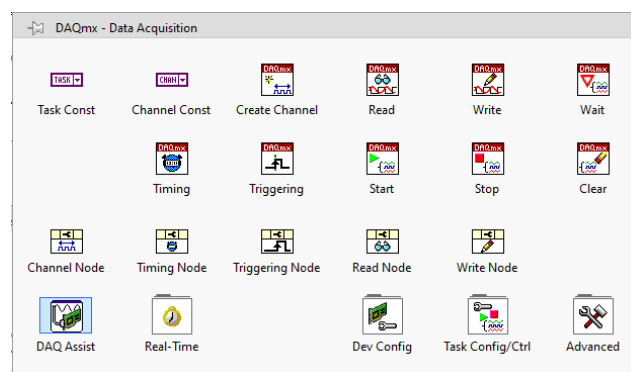 DAQmx - Data Acquisition
TASK CHAN DAQmx DAQmx DAQmx DAQmx
Task Const Channel Const Create Channel Read Write Wait
DAQmx DAQmx DAQmx DAQmx DAQmx
Timing Triggering Start Stop Clear
Channel Node Timing Node Triggering Node Read Node Write Node
DAQ Assist Real-Time Dev Config Task Config/Ctrl Advanced